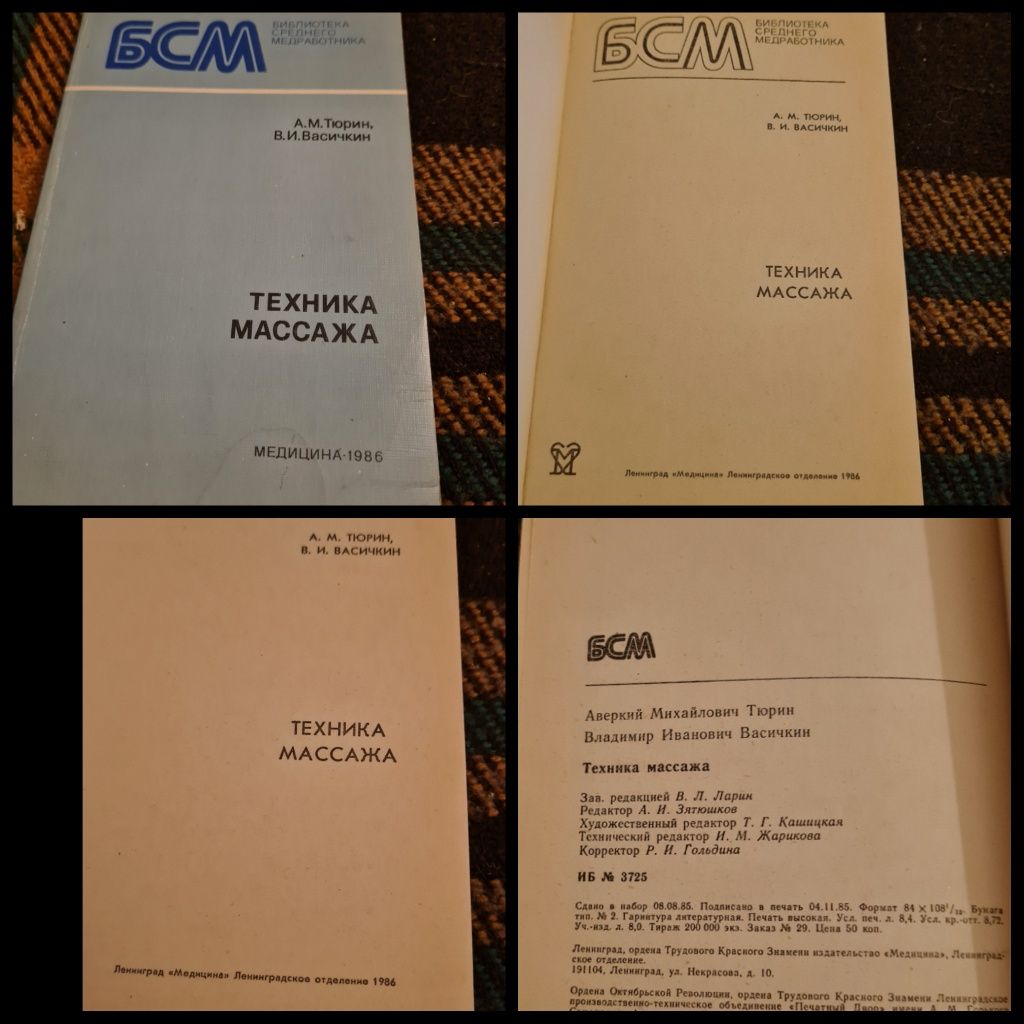 БСМ
БИБЛИОТЕКА
СРЕДНЕГО
МЕДРАБОТНИКА
А.М.Тюрин,
В.И.Васичкин
ТЕХНИКА
МАССАЖА
МЕДИЦИНА·1986
БСМ
БИБЛИОТЕКА
СРЕДНЕГО
МЕДРАБОТНИКА
А. М. ТЮРИН,
В. И. ВАСИЧКИН
ТЕХНИКА
МАССАЖА
Ленинград «Медицина» Ленинградское отделение 1986
А. М. ТЮРИН,
В. И. ВАСИЧКИН
ТЕХНИКА
МАССАЖА
Ленинград «Медицина» Ленинградское отделение 1986
БСМ
Аверкий Михайлович Тюрин
Владимир Иванович Васичкин
Техника массажа
Зав. редакцией В. Л. Ларин
Редактор А. И. Зятюшков
Художественный редактор Т. Г. Кашицкая
Технический редактор И. М. Жарикова
Корректор Р. И. Гольдина
ИБ № 3725
Сдано в набор 08.08.85. Подписано в печать 04.11.85. Формат 84 × 108¹/₃₂. Бумага
тип. № 2. Гарнитура литературная. Печать высокая. Усл. печ. л. 8,4. Усл. кр.-отт. 8,72.
Уч.-изд. л. 8,0. Тираж 200 000 экз. Заказ № 29. Цена 50 коп.
Ленинград, ордена Трудового Красного Знамени издательство «Медицина», Ленинград-
ское отделение.
191104, Ленинград, ул. Некрасова, д. 10.
Ордена Октябрьской Революции, ордена Трудового Красного Знамени Ленинградское
производственно-техническое объединение «Печатный Двор» имени А. М. Горького